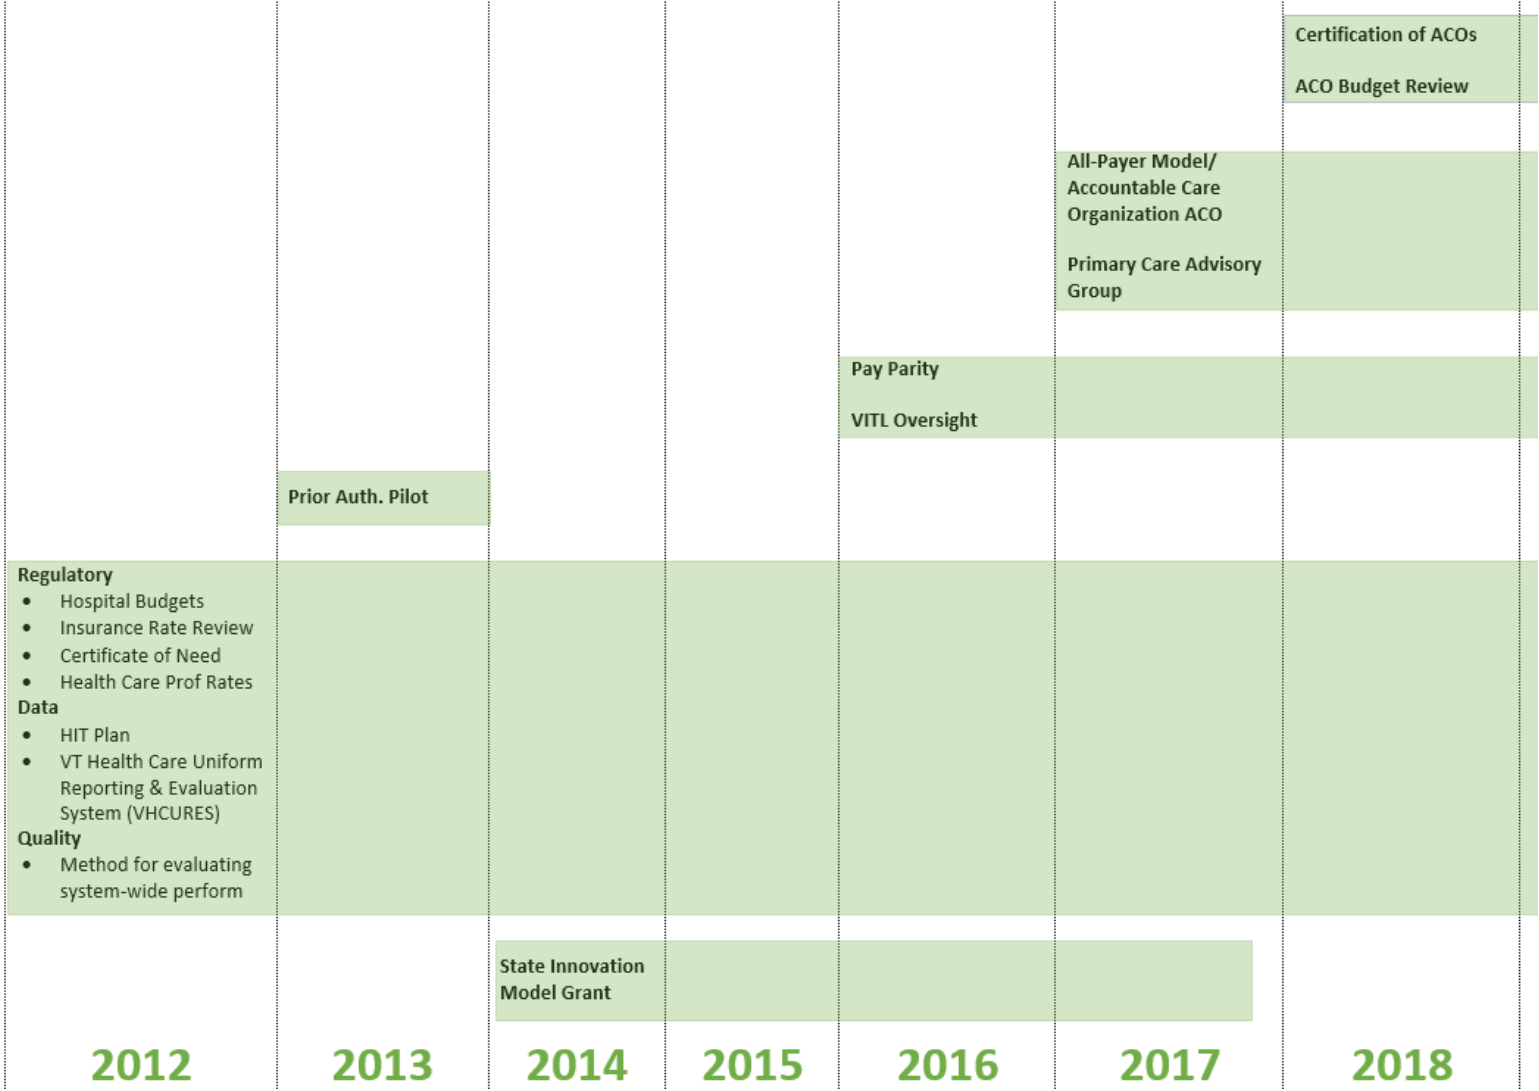 Certification of ACOs
ACO Budget Review
All-Payer Model/
Accountable Care
Organization ACO
Primary Care Advisory
Group
Pay Parity
VITL Oversight
Prior Auth. Pilot
Regulatory
• Hospital Budgets
• Insurance Rate Review
• Certificate of Need
• Health Care Prof Rates
Data
• HIT Plan
• VT Health Care Uniform
Reporting & Evaluation
System (VHCURES)
Quality
• Method for evaluating
system-wide perform
State Innovation
Model Grant
2012 2013 2014 2015 2016 2017 2018